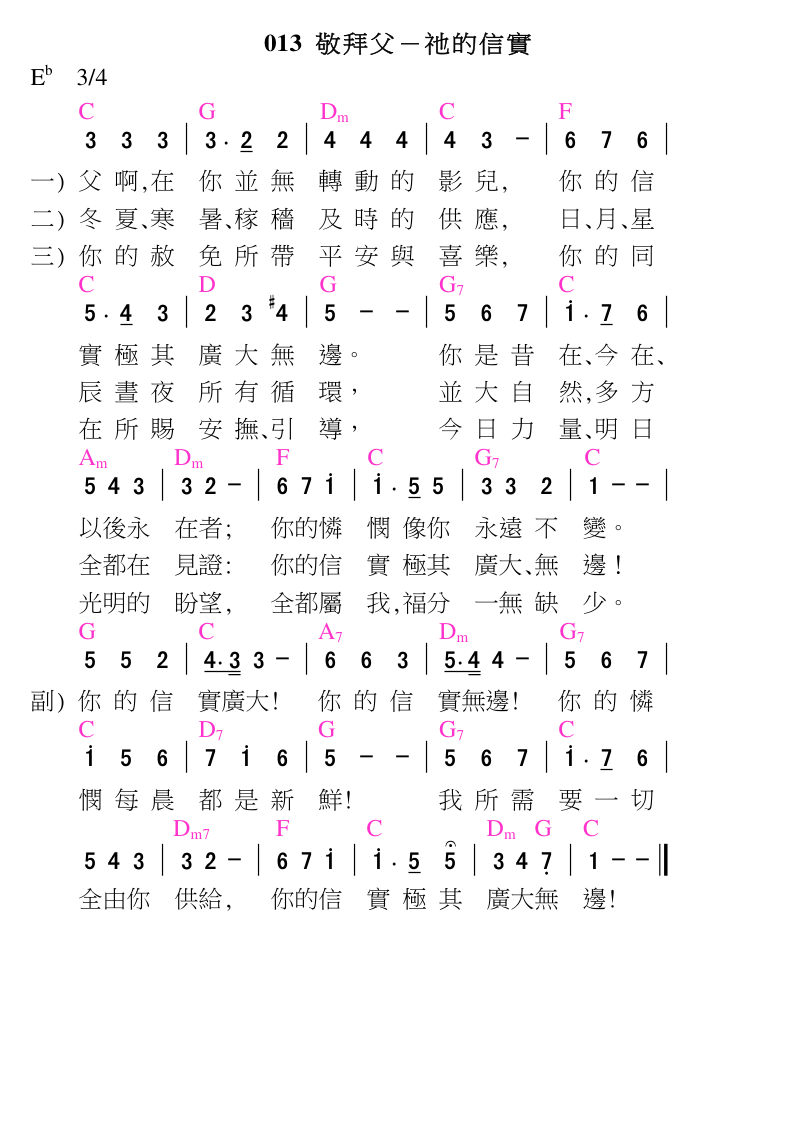 013 敬拜父－祂的信實
E♭ 3/4
C G Dm C F
3 3 3 | 3 . 2 2 | 4 4 4 | 4 3 － | 6 7 6 |
一) 父 啊,在 你 並 無 轉 動 的 影 兒, 你 的 信
二) 冬 夏、寒 暑、稼 穡 及 時 的 供 應, 日、月、星
三) 你 的 赦 免 所 帶 平 安 與 喜 樂, 你 的 同
C D G G7 C
5 . 4 3 | 2 3 #4 | 5 － － | 5 6 7 | 1 . 7 6 |
實 極 其 廣 大 無 邊。 你 是 昔 在、今 在、
辰 晝 夜 所 有 循 環， 並 大 自 然,多 方
在 所 賜 安 撫、引 導， 今 日 力 量、明 日
Am Dm F C G7 C
5 4 3 | 3 2 － | 6 7 1 | 1 . 5 5 | 3 3 2 | 1 － － |
以後永 在者; 你的憐 憫 像你 永遠 不 變。
全都在 見證: 你的信 實 極其 廣大、無 邊!
光明的 盼望, 全都屬 我,福分 一無 缺 少。
G C A7 Dm G7
5 5 2 | 4. 3 3 － | 6 6 3 | 5. 4 4 － | 5 6 7 |
副) 你 的 信 實廣大! 你 的 信 實無邊! 你 的 憐
C D7 G G7 C
1 5 6 | 7 1 6 | 5 － － | 5 6 7 | 1 . 7 6 |
憫 每 晨 都 是 新 鮮! 我 所 需 要 一 切
Dm7 F C Dm G C
5 4 3 | 3 2 － | 6 7 1 | 1 . 5 5 | 3 4 7 | 1 － － ‖
全由你 供給, 你的信 實 極 其 廣大無 邊!